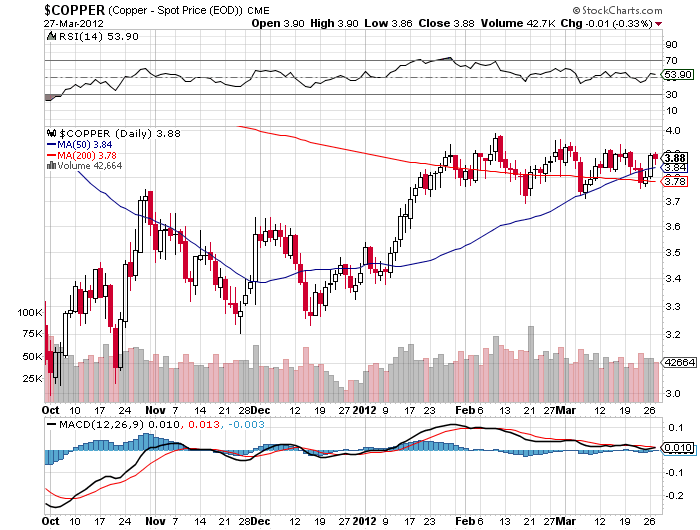 $COPPER (Copper - Spot Price (EOD)) CME © StockCharts.com
27-Mar-2012 Open 3.90 High 3.90 Low 3.86 Close 3.88 Volume 42.7K Chg -0.01 (-0.33%)
RSI(14) 53.90
90
70
53.90
30
10
$COPPER (Daily) 3.88
MA(50) 3.84
MA(200) 3.78
Volume 42,664
4.0
3.88
3.84
3.78
3.7
3.6
3.5
3.4
3.3
3.2
3.0
100K
75K
50K
25K
42664
Oct 10 17 24 Nov 7 14 21 28 Dec 12 19 27 2012 9 17 23 Feb 6 13 21 27 Mar 12 19 26
MACD(12,26,9) 0.010, 0.013, -0.003
0.1
0.010
-0.1
-0.2
Oct 10 17 24 Nov 7 14 21 28 Dec 12 19 27 2012 9 17 23 Feb 6 13 21 27 Mar 12 19 26